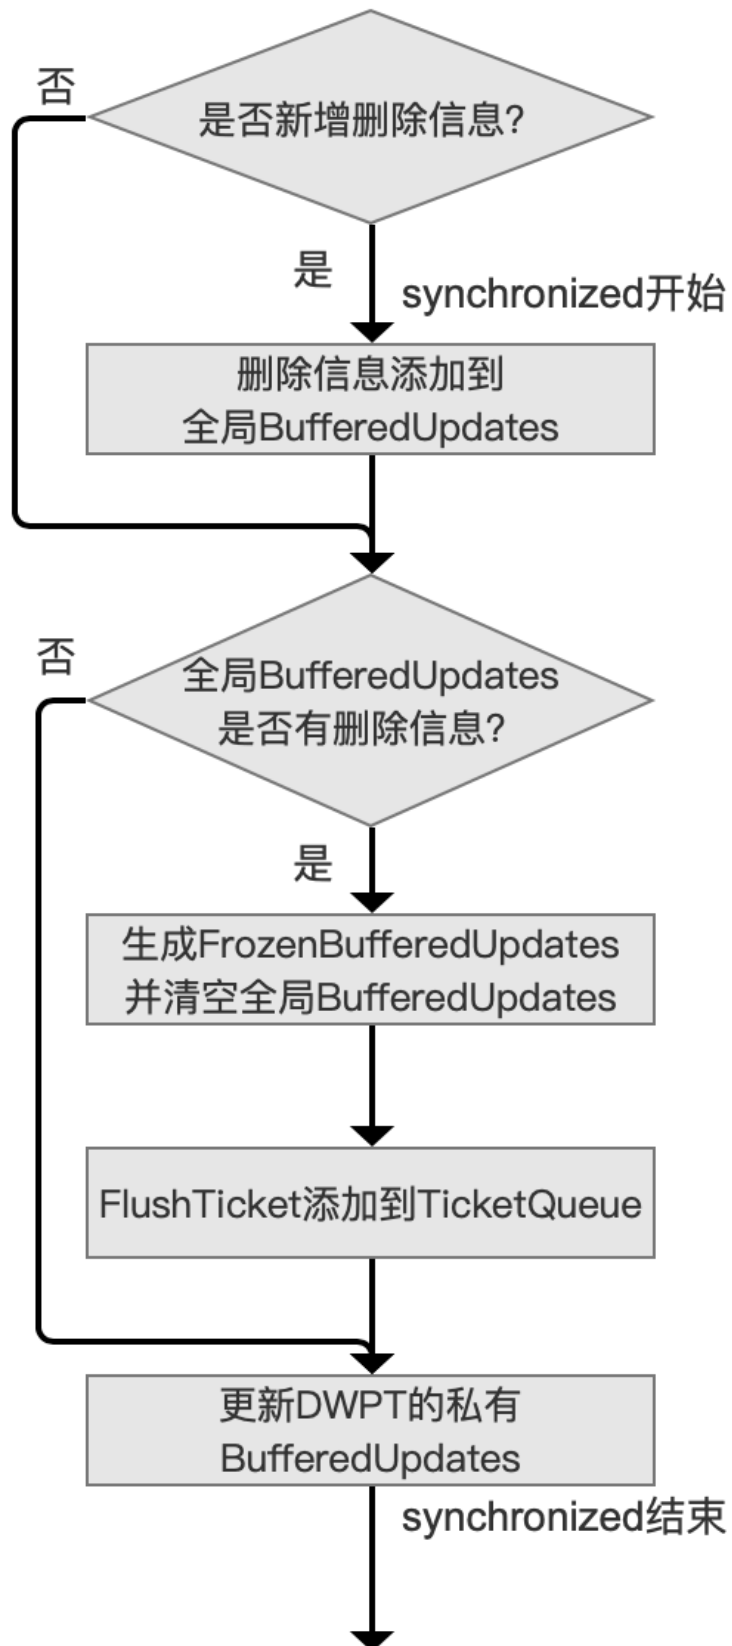 否
是否新增删除信息?
是
synchronized开始
删除信息添加到
全局BufferedUpdates
否
全局BufferedUpdates
是否有删除信息?
是
生成FrozenBufferedUpdates
并清空全局BufferedUpdates
FlushTicket添加到TicketQueue
更新DWPT的私有
BufferedUpdates
synchronized结束